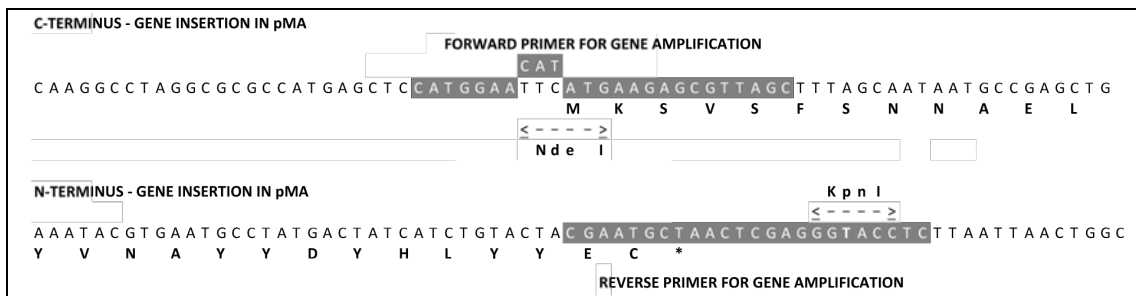 C-TERMINUS - GENE INSERTION IN pMA
FORWARD PRIMER FOR GENE AMPLIFICATION
C A T
C A A G G C C T A G G C G C G C C A T G A G C T C C A T G G A A T T C A T G A A G A G C G T T A G C T T T A G C A A T A A T G C C G A G C T G
M K S V S F S N N A E L
< - - - - >
N d e I
N-TERMINUS - GENE INSERTION IN pMA
K p n I
< - - - - >
A A A T A C G T G A A T G C C T A T G A C T A T C A T C T G T A C T A C G A A T G C T A A C T C G A G G G T A C C T C T T A A T T A A C T G G C
Y V N A Y Y D Y H L Y Y E C *
REVERSE PRIMER FOR GENE AMPLIFICATION